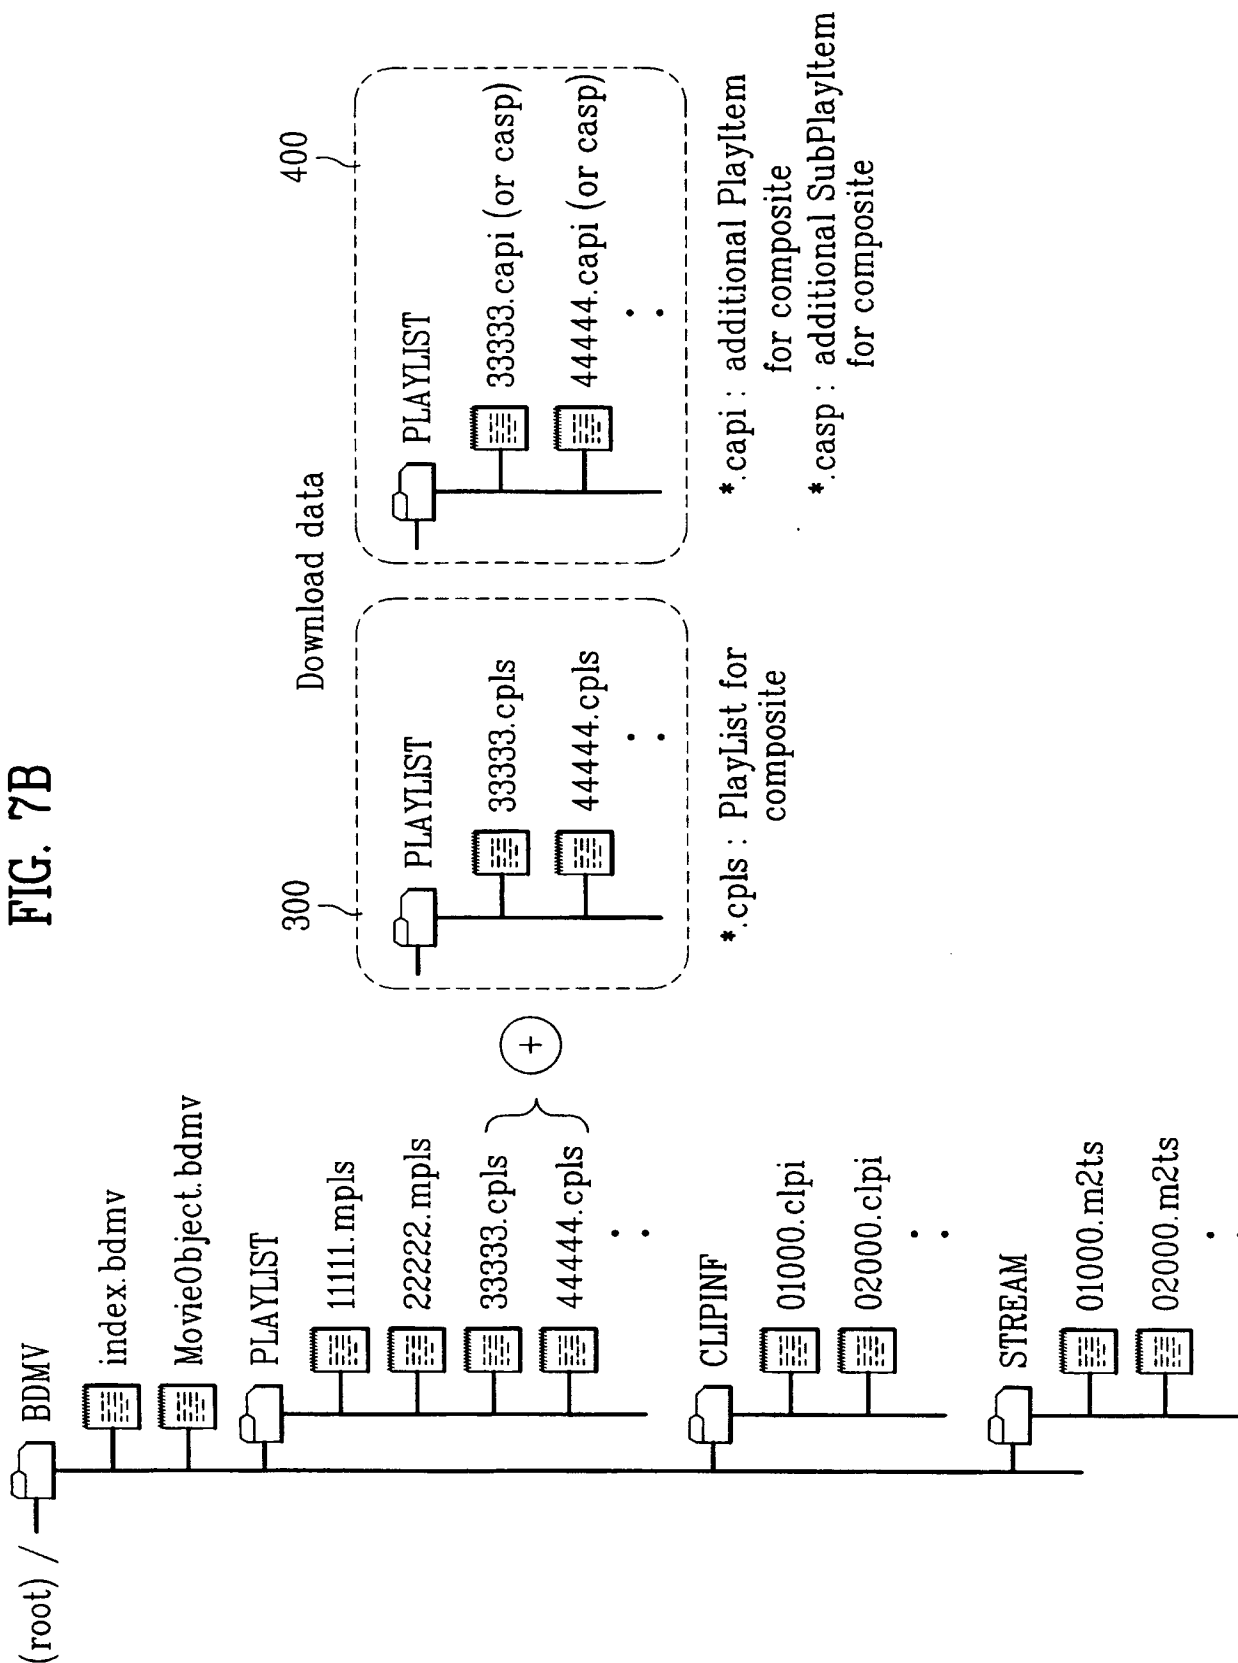 FIG. 7B
(root) /
BDMV
index.bdmv
MovieObject.bdmv
PLAYLIST
11111.mpls
22222.mpls
33333.cpls
44444.cpls
CLIPINF
01000.clpi
02000.clpi
STREAM
01000.m2ts
02000.m2ts
+
Download data
300
PLAYLIST
33333.cpls
44444.cpls
*.cpls : PlayList for
composite
400
PLAYLIST
33333.capi (or casp)
44444.capi (or casp)
*.capi : additional PlayItem
for composite
*.casp : additional SubPlayItem
for composite